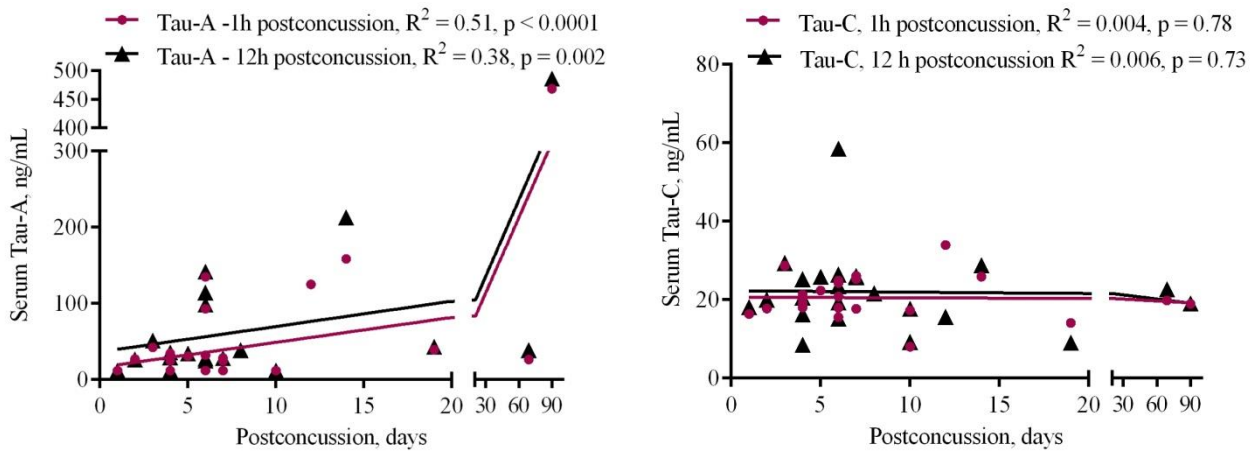 Tau-A -1h postconcussion, R² = 0.51, p < 0.0001
Tau-A - 12h postconcussion, R² = 0.38, p = 0.002
500
450
300
200
100
0
Serum Tau-A, ng/mL
0 5 10 15 20 30 60 90
Postconcussion, days
Tau-C, 1h postconcussion, R² = 0.004, p = 0.78
Tau-C, 12 h postconcussion R² = 0.006, p = 0.73
80
60
40
20
0
Serum Tau-C, ng/mL
0 5 10 15 20 30 60 90
Postconcussion, days